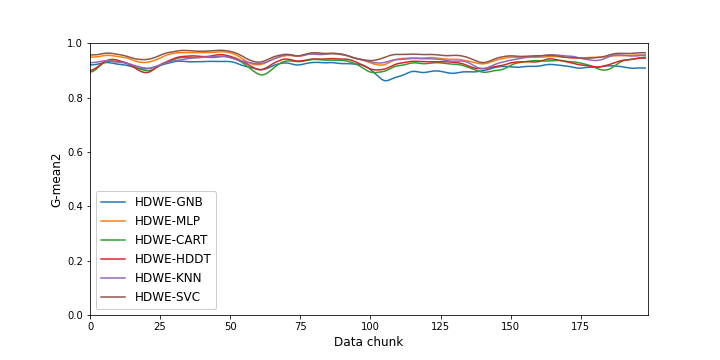 1.0
0.8
0.6
0.4
0.2
0.0
G-mean2
HDWE-GNB
HDWE-MLP
HDWE-CART
HDWE-HDDT
HDWE-KNN
HDWE-SVC
0 25 50 75 100 125 150 175
Data chunk